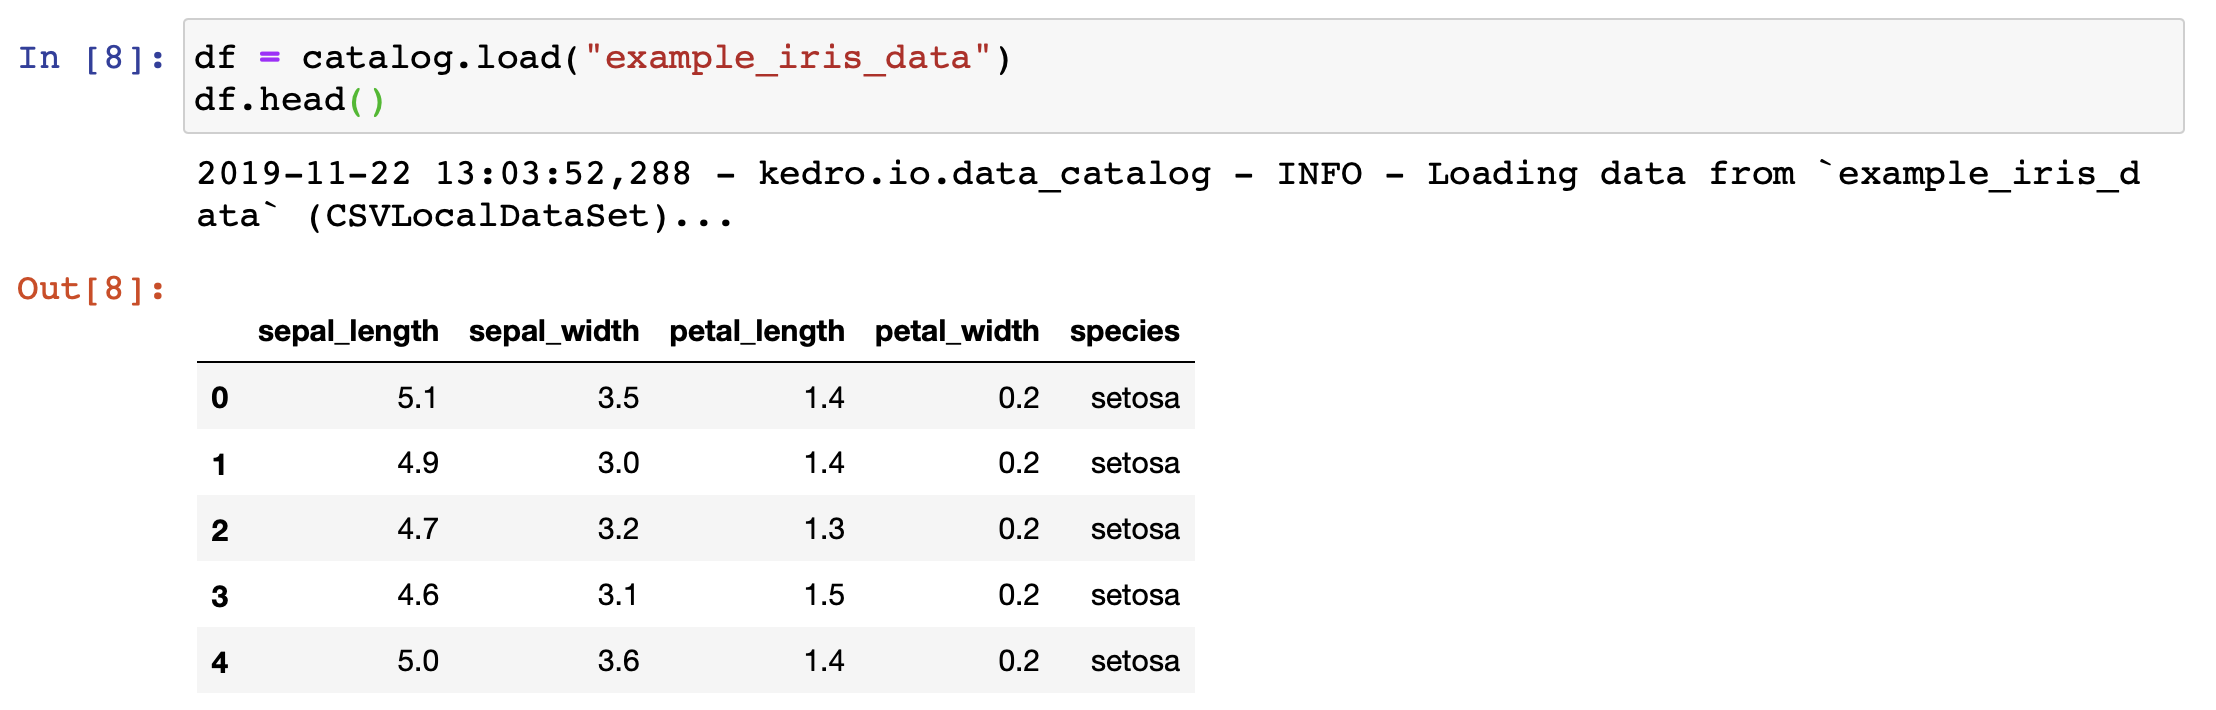 In [8]: df = catalog.load("example_iris_data")
df.head()
2019-11-22 13:03:52,288 - kedro.io.data_catalog - INFO - Loading data from `example_iris_d
ata` (CSVLocalDataSet)...
Out[8]:
sepal_length sepal_width petal_length petal_width species
0 5.1 3.5 1.4 0.2 setosa
1 4.9 3.0 1.4 0.2 setosa
2 4.7 3.2 1.3 0.2 setosa
3 4.6 3.1 1.5 0.2 setosa
4 5.0 3.6 1.4 0.2 setosa